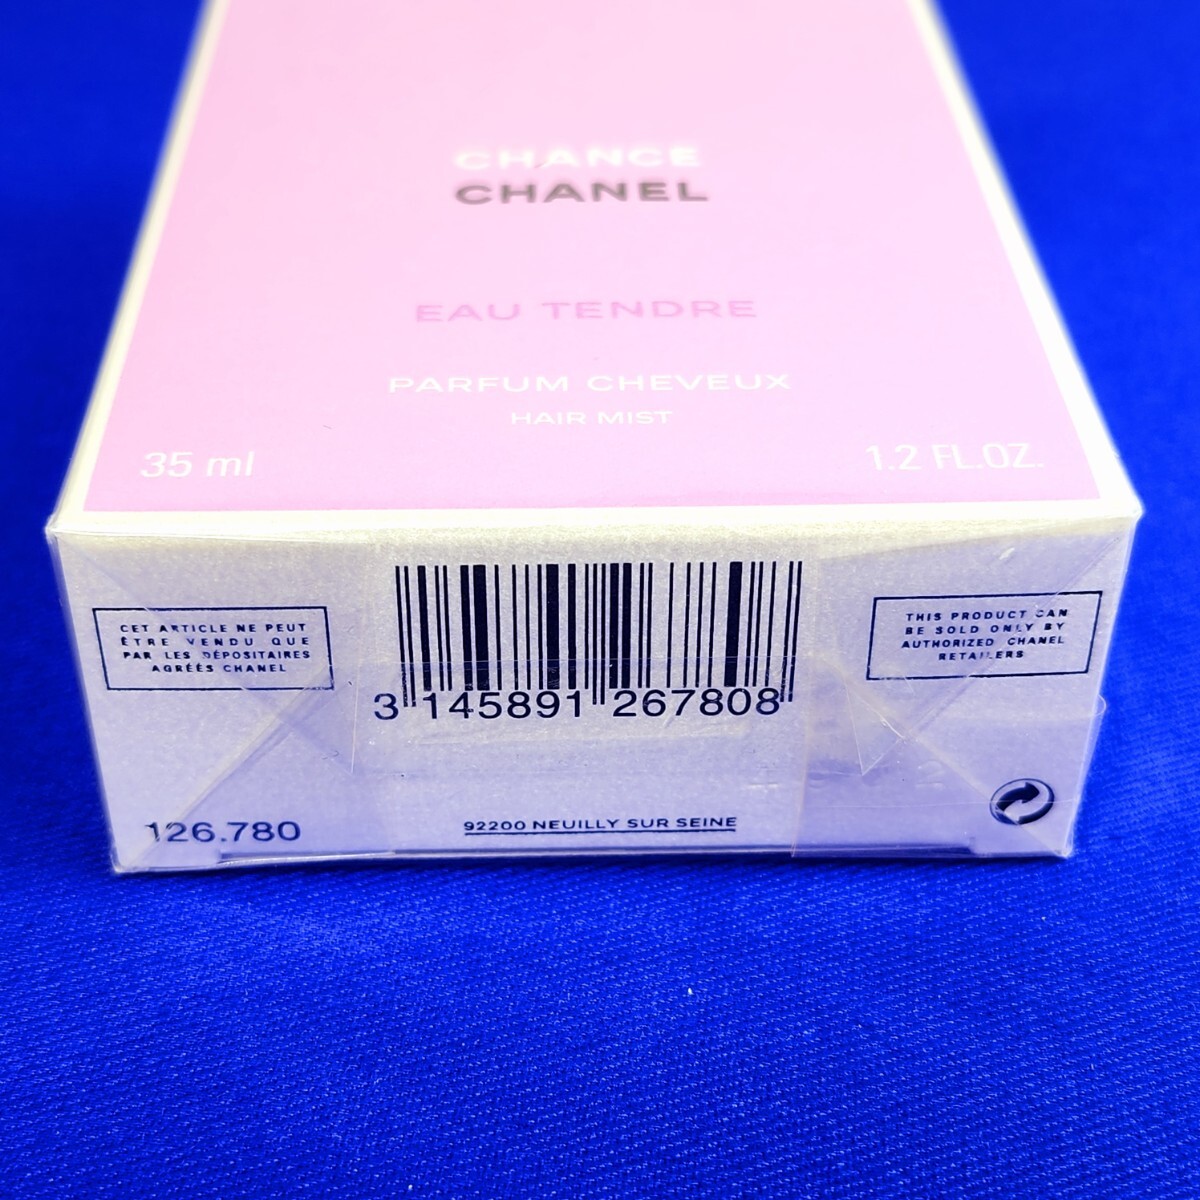 CHANCE
CHANEL
EAU TENDRE
PARFUM CHEVEUX
HAIR MIST
35 ml
1.2 FL.OZ.
CET ARTICLE NE PEUT
ÊTRE VENDU QUE
PAR LES DÉPOSITAIRES
AGRÉÉS CHANEL
3 145891 267808
THIS PRODUCT CAN
BE SOLD ONLY BY
AUTHORIZED CHANEL
RETAILERS
126.780
92200 NEUILLY SUR SEINE